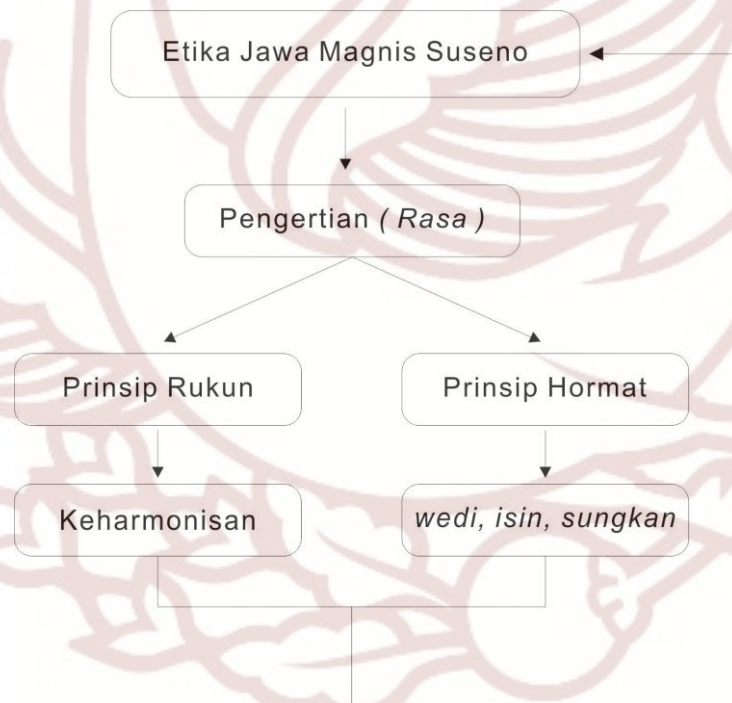 Etika Jawa Magnis Suseno
Pengertian ( Rasa )
Prinsip Rukun
Prinsip Hormat
Keharmonisan
wedi, isin, sungkan